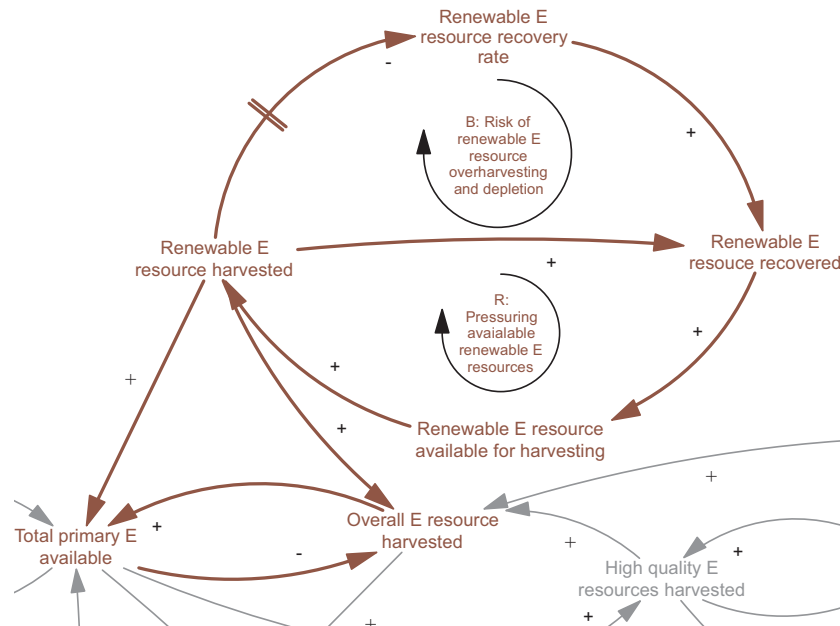 Renewable E
resource recovery
rate
-
B: Risk of
renewable E
resource
overharvesting
and depletion
+
Renewable E
resource harvested
Renewable E
resouce recovered
+
R:
Pressuring
avaialable
renewable E
resources
+
+
+
Renewable E resource
available for harvesting
+
+
Total primary E
available
+
Overall E resource
harvested
-
+
High quality E
resources harvested
+
+
+